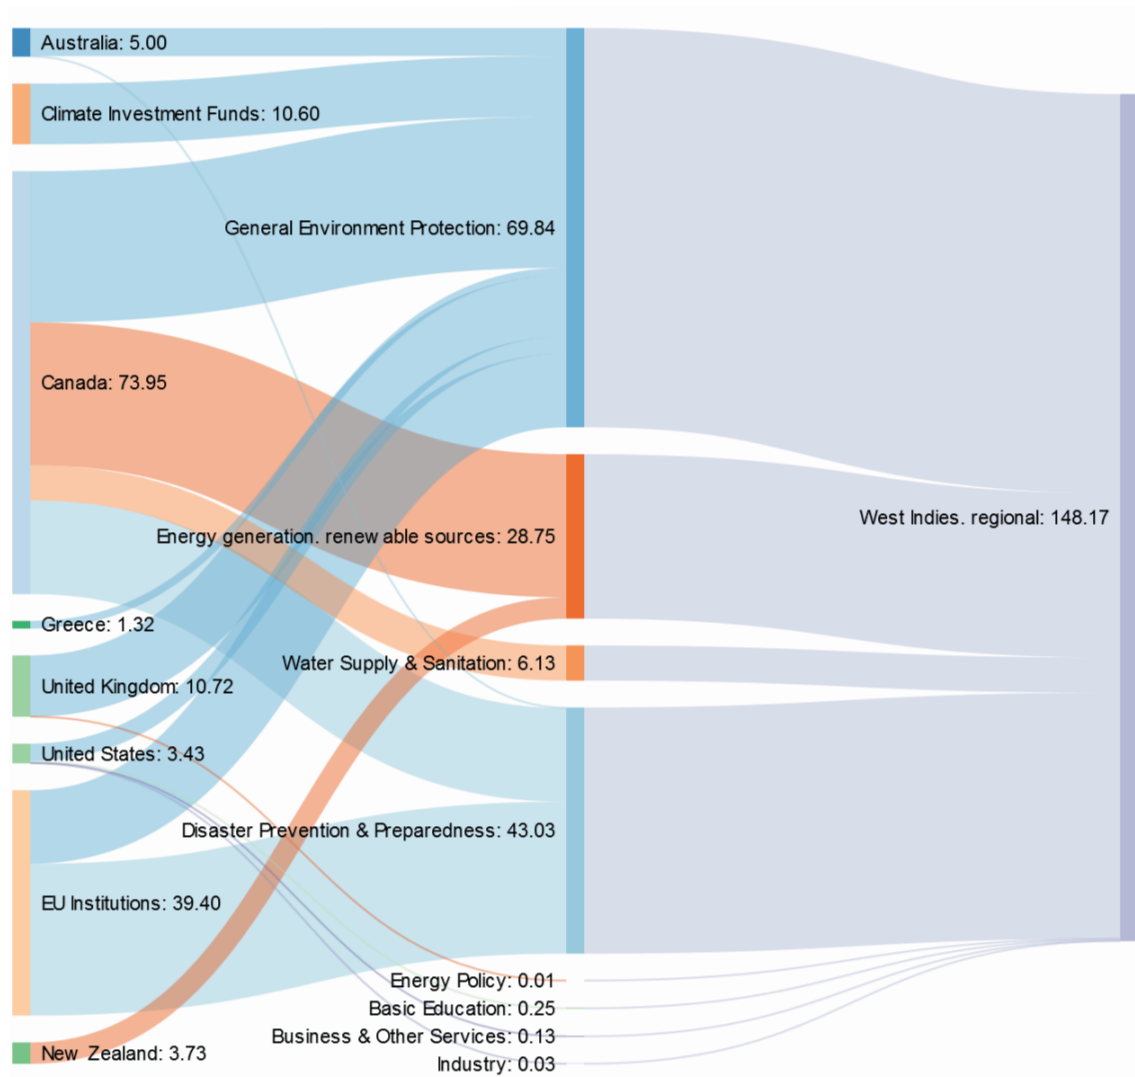 Australia: 5.00
Climate Investment Funds: 10.60
General Environment Protection: 69.84
Canada: 73.95
West Indies. regional: 148.17
Energy generation. renewable sources: 28.75
Greece: 1.32
Water Supply & Sanitation: 6.13
United Kingdom: 10.72
United States: 3.43
Disaster Prevention & Preparedness: 43.03
EU Institutions: 39.40
Energy Policy: 0.01
Basic Education: 0.25
Business & Other Services: 0.13
New Zealand: 3.73
Industry: 0.03